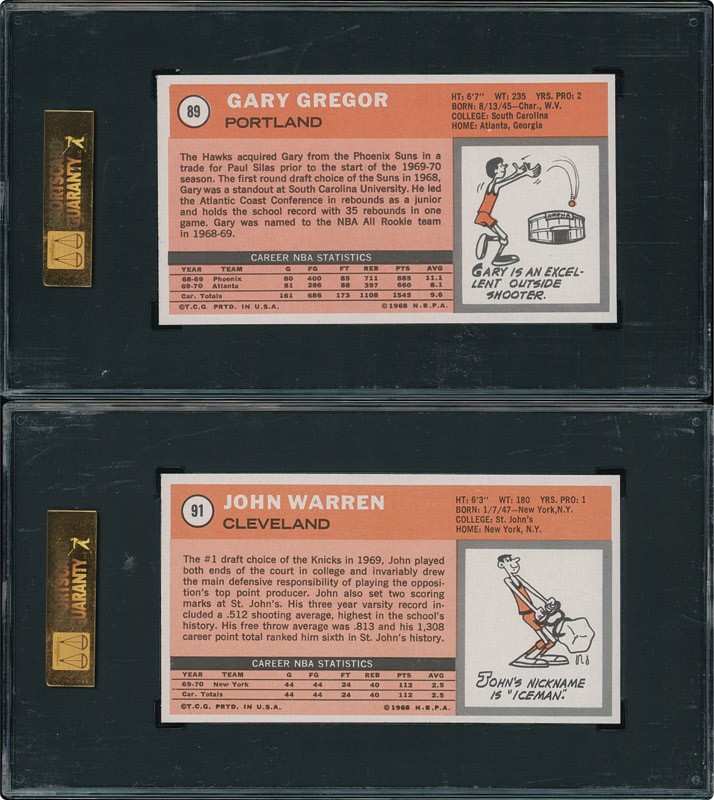 SPORTSCARD
GUARANTY
89
GARY GREGOR
PORTLAND
HT: 6'7" WT: 235 YRS. PRO: 2
BORN: 8/13/45—Char., W.V.
COLLEGE: South Carolina
HOME: Atlanta, Georgia
The Hawks acquired Gary from the Phoenix Suns in a
trade for Paul Silas prior to the start of the 1969-70
season. The first round draft choice of the Suns in 1968,
Gary was a standout at South Carolina University. He led
the Atlantic Coast Conference in rebounds as a junior
and holds the school record with 35 rebounds in one
game. Gary was named to the NBA All Rookie team
in 1968-69.
GARY IS AN EXCEL-
LENT OUTSIDE
SHOOTER.
CAREER NBA STATISTICS
YEAR TEAM G FG FT REB PTS AVG
68-69 Phoenix 80 400 85 711 885 11.1
69-70 Atlanta 81 286 88 397 660 8.1
Car. Totals 161 686 173 1108 1545 9.6
©T.C.G. PRTD. IN U.S.A. ©1968 N.B.P.A.
GUARANTY
91
JOHN WARREN
CLEVELAND
HT: 6'3" WT: 180 YRS. PRO: 1
BORN: 1/7/47—New York, N.Y.
COLLEGE: St. John's
HOME: New York, N.Y.
The #1 draft choice of the Knicks in 1969, John played
both ends of the court in college and invariably drew
the main defensive responsibility of playing the opposi-
tion's top point producer. John also set two scoring
marks at St. John's. His three year varsity record in-
cluded a .512 shooting average, highest in the school's
history. His free throw average was .813 and his 1,308
career point total ranked him sixth in St. John's history.
JOHN'S NICKNAME
IS "ICEMAN."
CAREER NBA STATISTICS
YEAR TEAM G FG FT REB PTS AVG
69-70 New York 44 44 24 40 112 2.5
Car. Totals 44 44 24 40 112 2.5
©T.C.G. PRTD. IN U.S.A. ©1968 N.B.P.A.